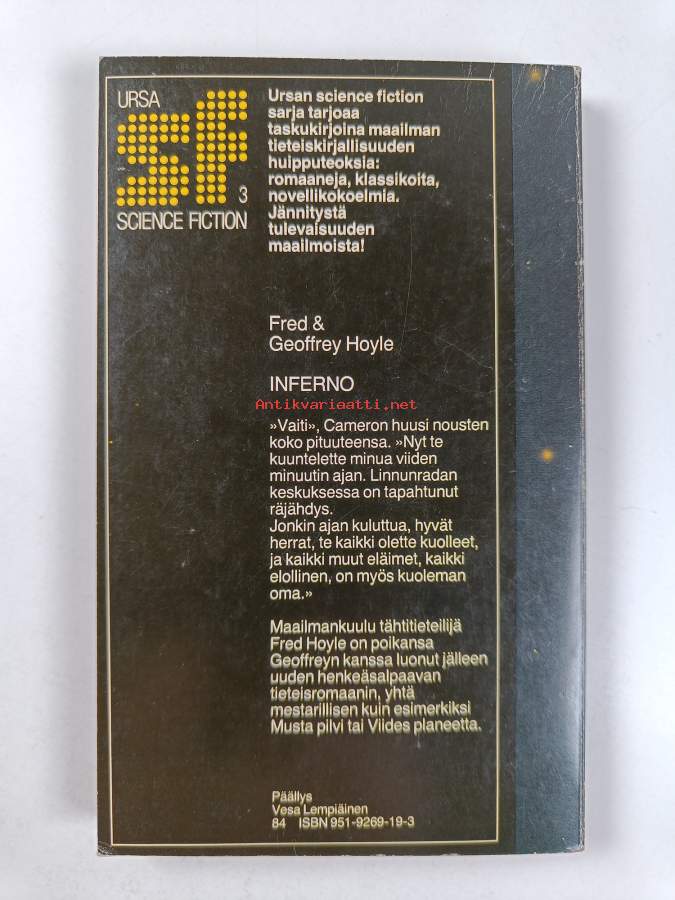 URSA
sf
3
SCIENCE FICTION
Ursan science fiction
sarja tarjoaa
taskukirjoina maailman
tieteiskirjallisuuden
huipputeoksia:
romaaneja, klassikoita,
novellikokoelmia.
Jännitystä
tulevaisuuden
maailmoista!
Fred &
Geoffrey Hoyle
INFERNO
Antikvariaatti.net
»Vaiti», Cameron huusi nousten
koko pituuteensa. »Nyt te
kuuntelette minua viiden
minuutin ajan. Linnunradan
keskuksessa on tapahtunut
räjähdys.
Jonkin ajan kuluttua, hyvät
herrat, te kaikki olette kuolleet,
ja kaikki muut eläimet, kaikki
elollinen, on myös kuoleman
oma.»
Maailmankuulu tähtitieteilijä
Fred Hoyle on poikansa
Geoffreyn kanssa luonut jälleen
uuden henkeäsalpaavan
tieteisromaanin, yhtä
mestarillisen kuin esimerkiksi
Musta pilvi tai Viides planeetta.
Päällys
Vesa Lempiäinen
84 ISBN 951-9269-19-3